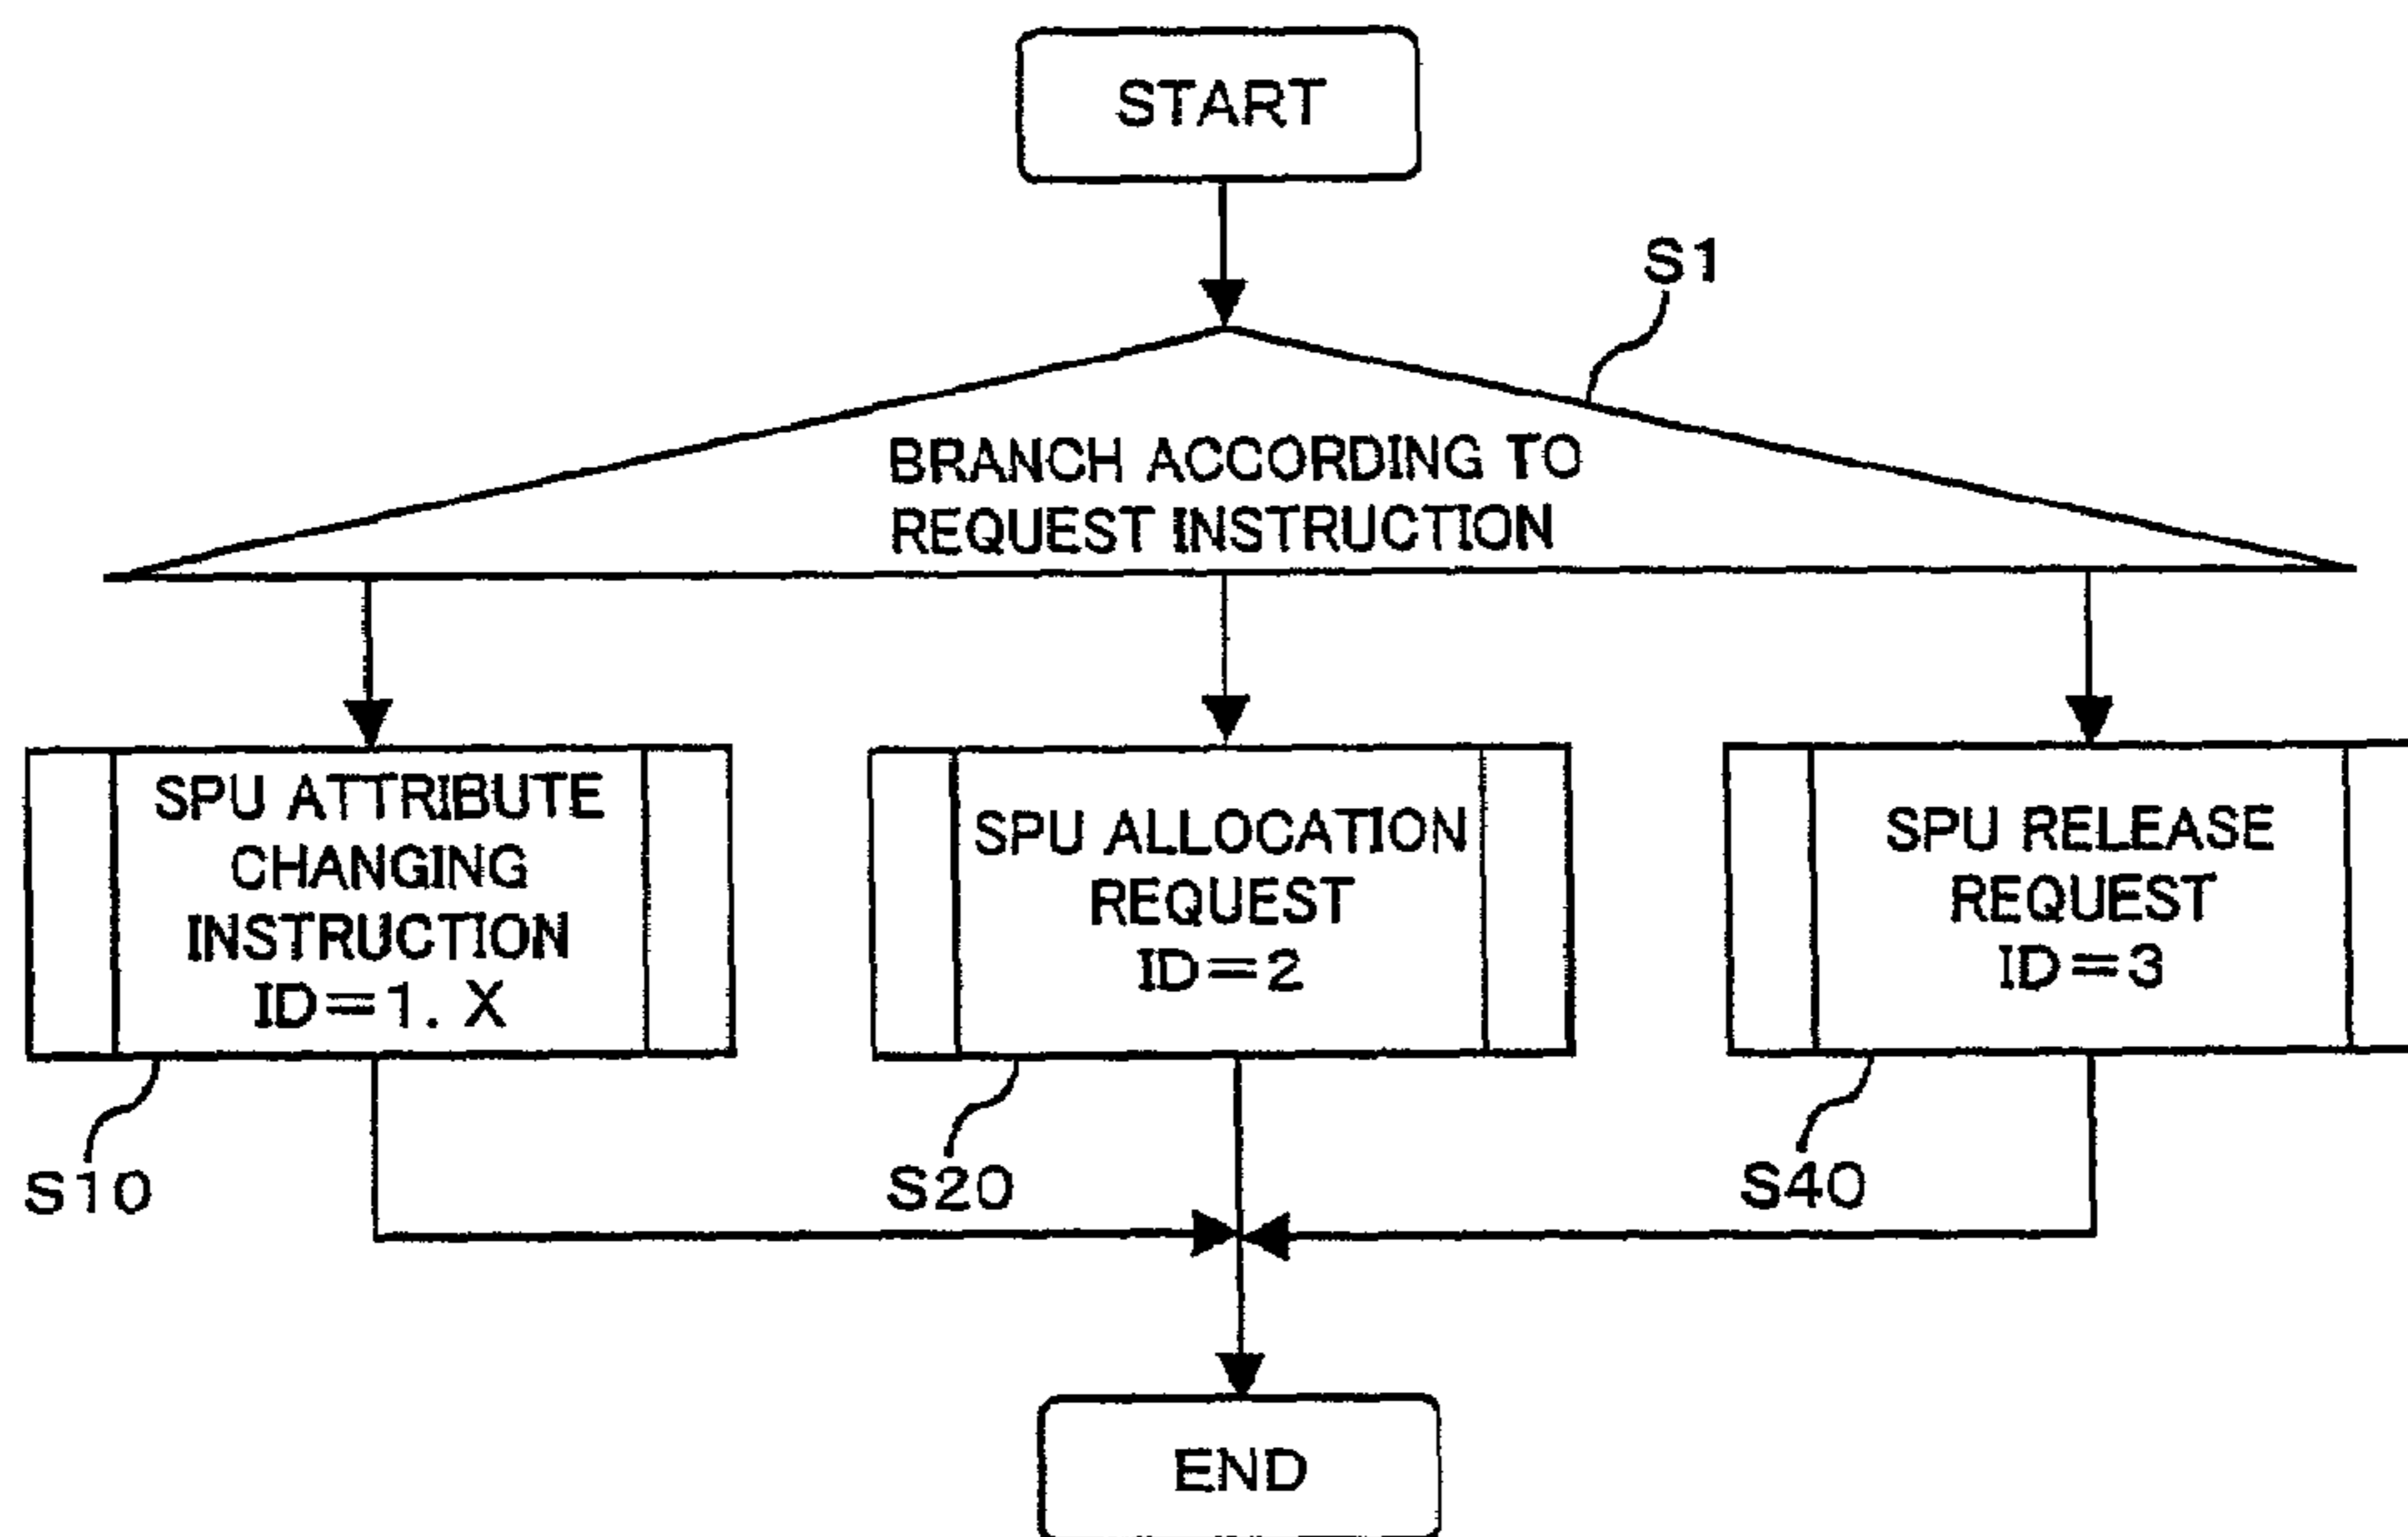 START
S1
BRANCH ACCORDING TO
REQUEST INSTRUCTION
SPU ATTRIBUTE
CHANGING
INSTRUCTION
ID=1. X
SPU ALLOCATION
REQUEST
ID=2
SPU RELEASE
REQUEST
ID=3
S10
S20
S40
END